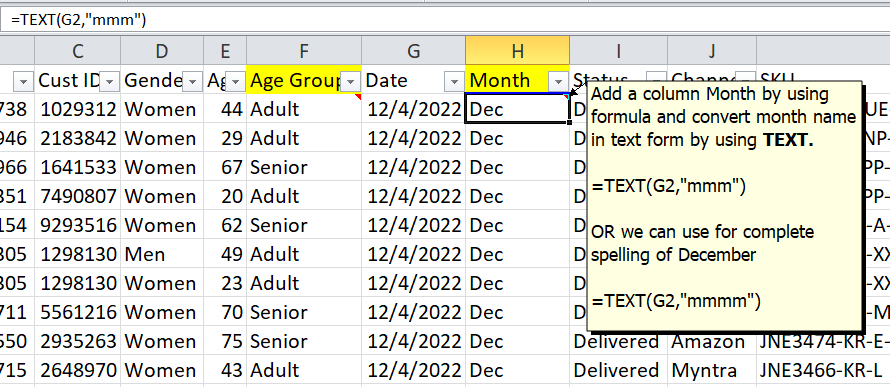 =TEXT(G2,"mmm")
C D E F G H I J
Cust ID Gende Ag Age Group Date Month Status Channe SKU
738 1029312 Women 44 Adult 12/4/2022 Dec D UE
946 2183842 Women 29 Adult 12/4/2022 Dec D NP-
966 1641533 Women 67 Senior 12/4/2022 Dec D PP-
351 7490807 Women 20 Adult 12/4/2022 Dec D PP-
154 9293516 Women 62 Senior 12/4/2022 Dec D -A-
305 1298130 Men 49 Adult 12/4/2022 Dec D -XX
305 1298130 Women 23 Adult 12/4/2022 Dec D -XX
711 5561216 Women 70 Senior 12/4/2022 Dec D -M
550 2935263 Women 75 Senior 12/4/2022 Dec Delivered Amazon JNE3474-KR-E-
715 2648970 Women 43 Adult 12/4/2022 Dec Delivered Myntra JNE3466-KR-L
Add a column Month by using
formula and convert month name
in text form by using TEXT.
=TEXT(G2,"mmm")
OR we can use for complete
spelling of December
=TEXT(G2,"mmmm")